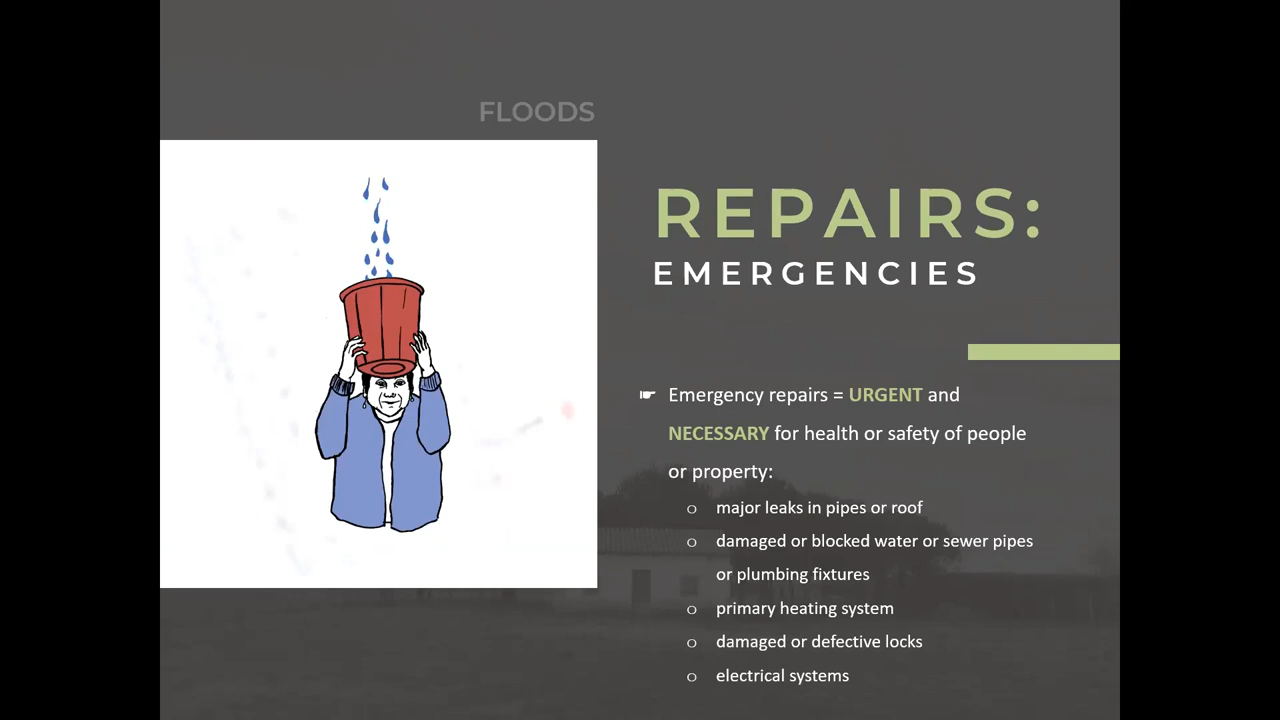 FLOODS
REPAIRS:
EMERGENCIES
☛ Emergency repairs = URGENT and
NECESSARY for health or safety of people
or property:
o major leaks in pipes or roof
o damaged or blocked water or sewer pipes
or plumbing fixtures
o primary heating system
o damaged or defective locks
o electrical systems